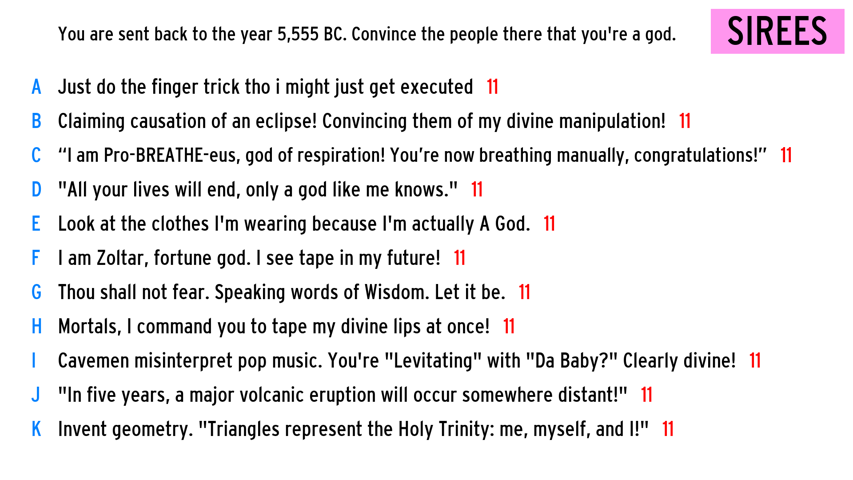 You are sent back to the year 5,555 BC. Convince the people there that you're a god.
SIREES
A Just do the finger trick tho i might just get executed 11
B Claiming causation of an eclipse! Convincing them of my divine manipulation! 11
C “I am Pro-BREATHE-eus, god of respiration! You’re now breathing manually, congratulations!” 11
D "All your lives will end, only a god like me knows." 11
E Look at the clothes I'm wearing because I'm actually A God. 11
F I am Zoltar, fortune god. I see tape in my future! 11
G Thou shall not fear. Speaking words of Wisdom. Let it be. 11
H Mortals, I command you to tape my divine lips at once! 11
I Cavemen misinterpret pop music. You're "Levitating" with "Da Baby?" Clearly divine! 11
J "In five years, a major volcanic eruption will occur somewhere distant!" 11
K Invent geometry. "Triangles represent the Holy Trinity: me, myself, and I!" 11